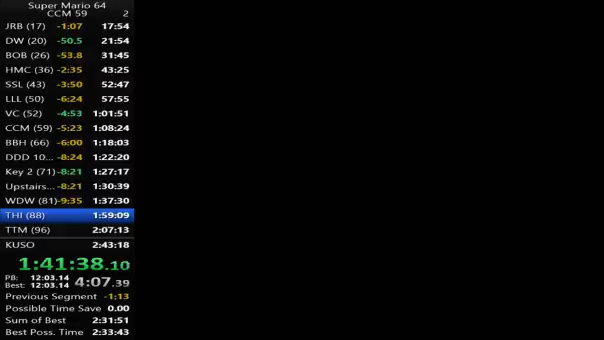 Super Mario 64
CCM 59 2
JRB (17) -1:07 17:54
DW (20) -50.5 21:54
BOB (26) -53.8 31:45
HMC (36) -2:35 43:25
SSL (43) -3:50 52:47
LLL (50) -6:24 57:55
VC (52) -4:53 1:01:51
CCM (59) -5:23 1:08:24
BBH (66) -6:00 1:18:03
DDD 10... -8:24 1:22:20
Key 2 (71) -8:21 1:27:17
Upstairs... -8:21 1:30:39
WDW (81) -9:35 1:37:30
THI (88) 1:59:09
TTM (96) 2:07:13
KUSO 2:43:18
1:41:38.10
PB: 12:03.14 4:07.39
Best: 12:03.14
Previous Segment -1:13
Possible Time Save 0.00
Sum of Best 2:31:51
Best Poss. Time 2:33:43